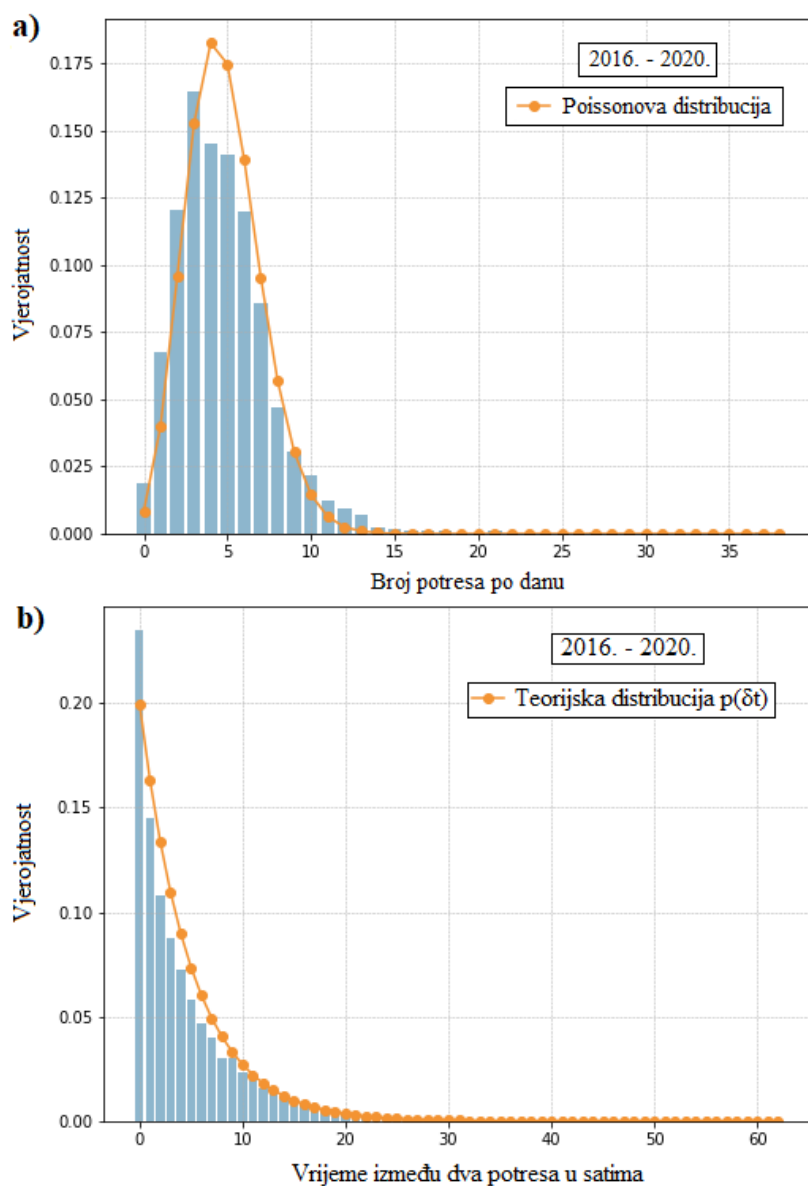 a)
2016. - 2020.
Poissonova distribucija
Vjerojatnost
0.175
0.150
0.125
0.100
0.075
0.050
0.025
0.000
0 5 10 15 20 25 30 35
Broj potresa po danu
b)
2016. - 2020.
Teorijska distribucija p(δt)
Vjerojatnost
0.20
0.15
0.10
0.05
0.00
0 10 20 30 40 50 60
Vrijeme između dva potresa u satima